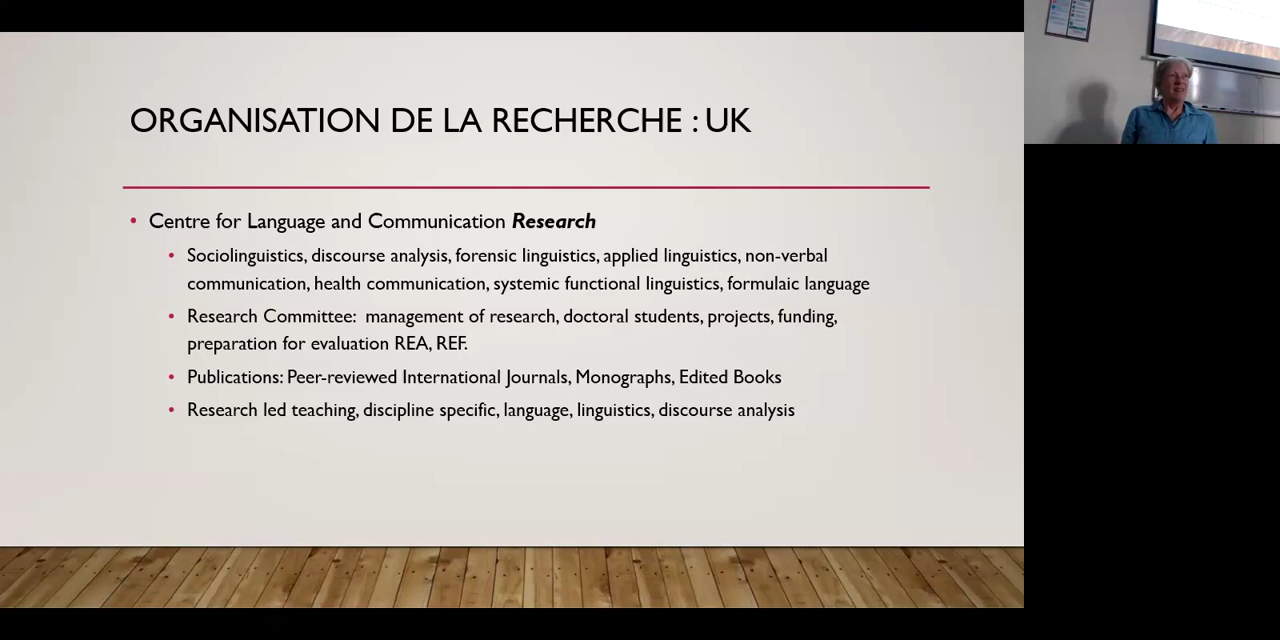 ORGANISATION DE LA RECHERCHE : UK
Centre for Language and Communication Research
Sociolinguistics, discourse analysis, forensic linguistics, applied linguistics, non-verbal
communication, health communication, systemic functional linguistics, formulaic language
Research Committee: management of research, doctoral students, projects, funding,
preparation for evaluation REA, REF.
Publications: Peer-reviewed International Journals, Monographs, Edited Books
Research led teaching, discipline specific, language, linguistics, discourse analysis